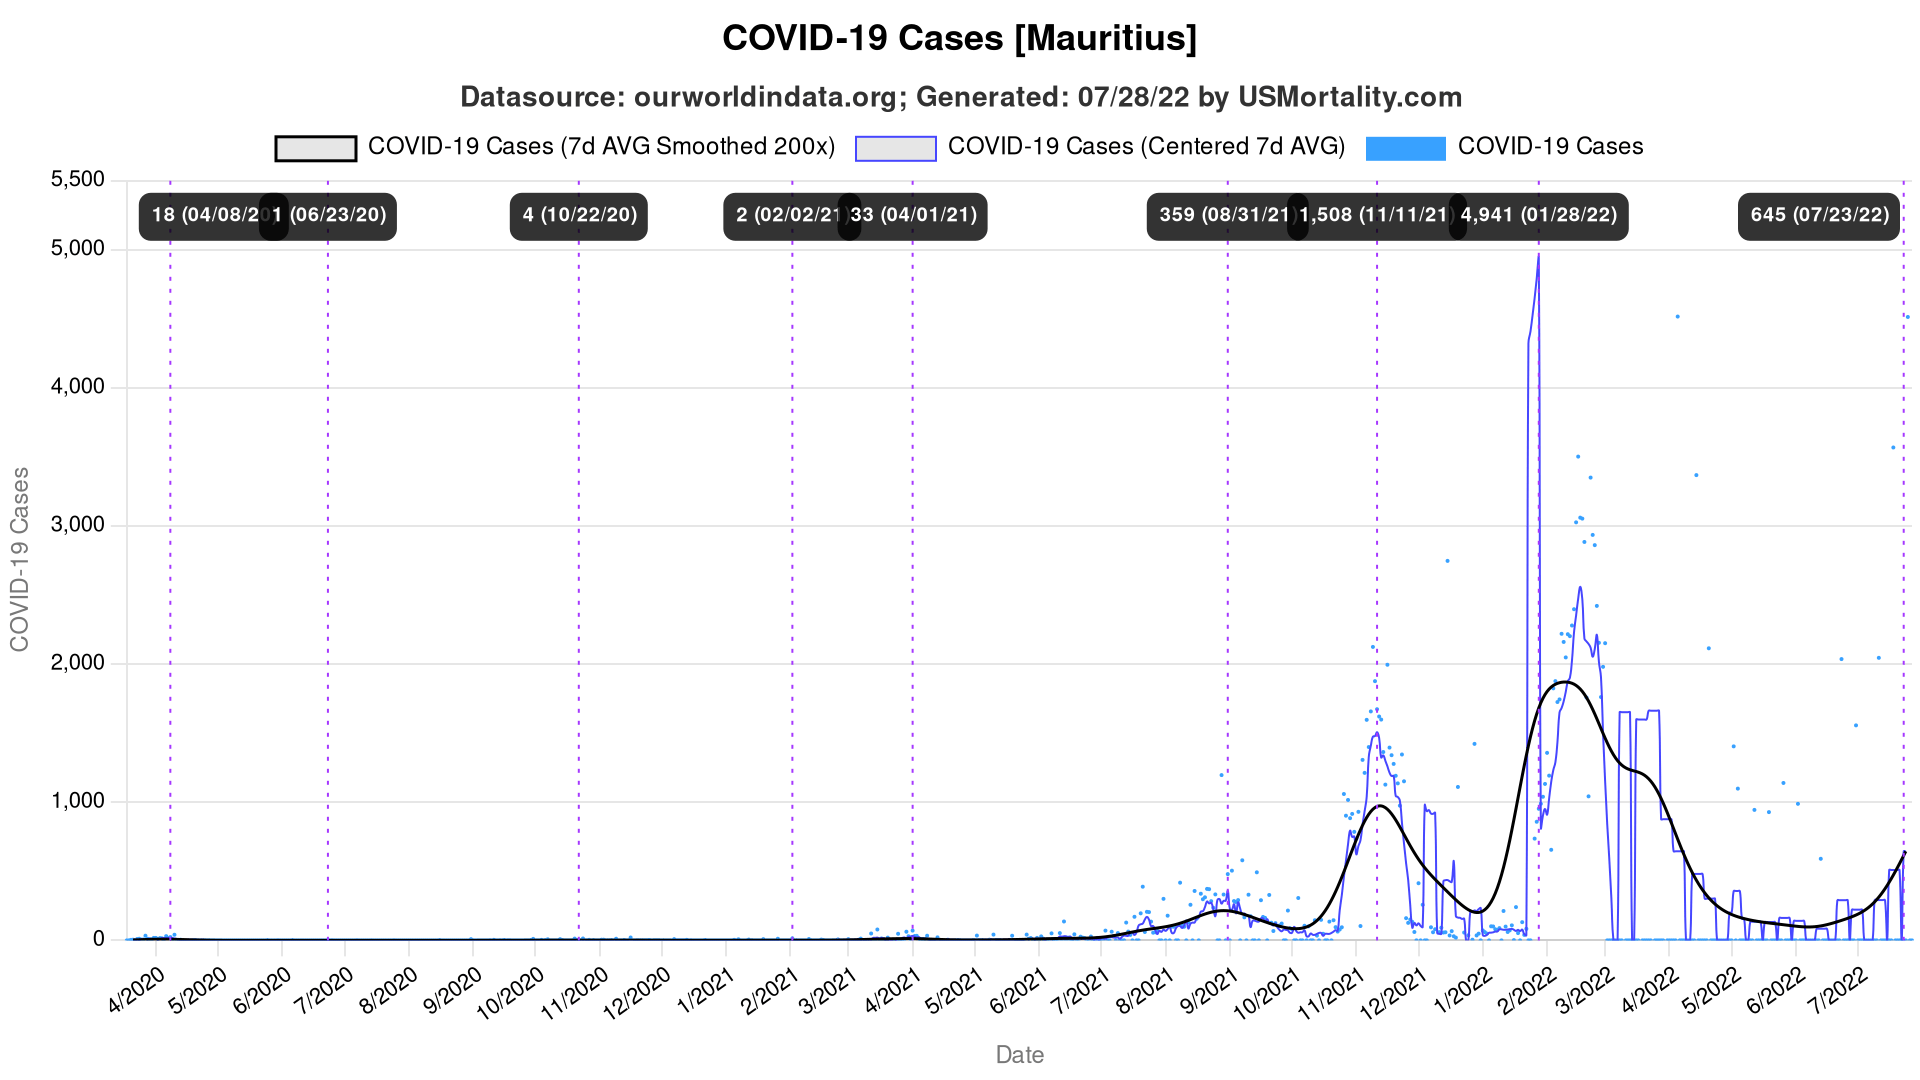 COVID-19 Cases [Mauritius]
Datasource: ourworldindata.org; Generated: 07/28/22 by USMortality.com
COVID-19 Cases (7d AVG Smoothed 200x) COVID-19 Cases (Centered 7d AVG) COVID-19 Cases
18 (04/08/20) 1 (06/23/20) 4 (10/22/20) 2 (02/02/21) 33 (04/01/21) 359 (08/31/21) 1,508 (11/11/21) 4,941 (01/28/22) 645 (07/23/22)
5,500
5,000
4,000
3,000
2,000
1,000
0
COVID-19 Cases
4/2020 5/2020 6/2020 7/2020 8/2020 9/2020 10/2020 11/2020 12/2020 1/2021 2/2021 3/2021 4/2021 5/2021 6/2021 7/2021 8/2021 9/2021 10/2021 11/2021 12/2021 1/2022 2/2022 3/2022 4/2022 5/2022 6/2022 7/2022
Date